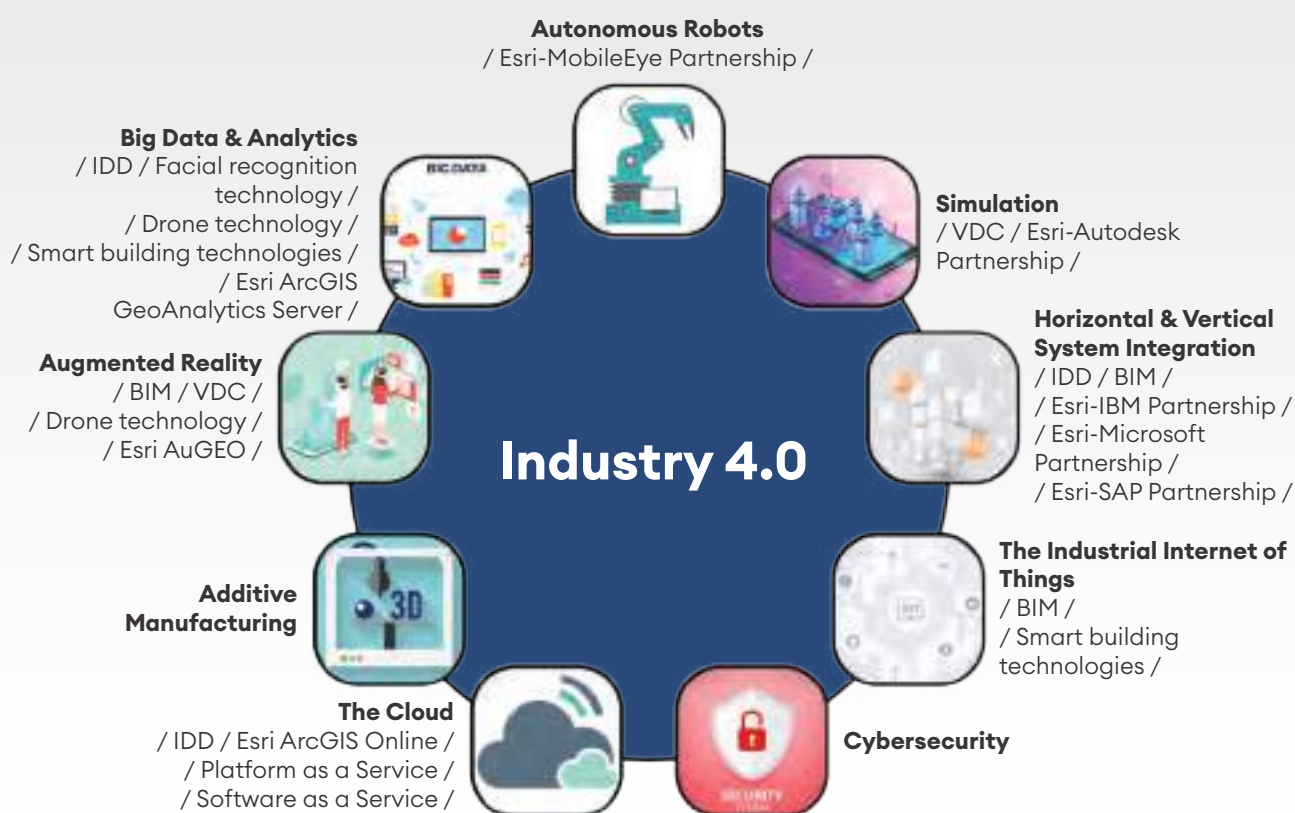 Autonomous Robots
/ Esri-MobileEye Partnership /
Big Data & Analytics
/ IDD / Facial recognition
technology /
/ Drone technology /
/ Smart building technologies /
/ Esri ArcGIS
GeoAnalytics Server /
BIG DATA
Simulation
/ VDC / Esri-Autodesk
Partnership /
Horizontal & Vertical
System Integration
/ IDD / BIM /
/ Esri-IBM Partnership /
/ Esri-Microsoft
Partnership /
/ Esri-SAP Partnership /
Augmented Reality
/ BIM / VDC /
/ Drone technology /
/ Esri AuGEO /
Industry 4.0
The Industrial Internet of
Things
/ BIM /
/ Smart building
technologies /
Additive
Manufacturing
3D
The Cloud
/ IDD / Esri ArcGIS Online /
/ Platform as a Service /
/ Software as a Service /
Cybersecurity
SECURITY